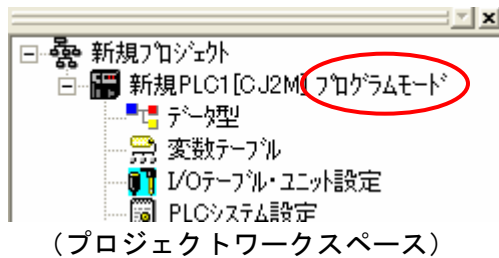 新規ﾌﾟﾛｼﾞｪｸﾄ
新規PLC1[CJ2M] ﾌﾟﾛｸﾞﾗﾑﾓｰﾄﾞ
ﾃﾞｰﾀ型
変数ﾃｰﾌﾞﾙ
I/Oﾃｰﾌﾞﾙ・ﾕﾆｯﾄ設定
PLCｼｽﾃﾑ設定
（プロジェクトワークスペース）